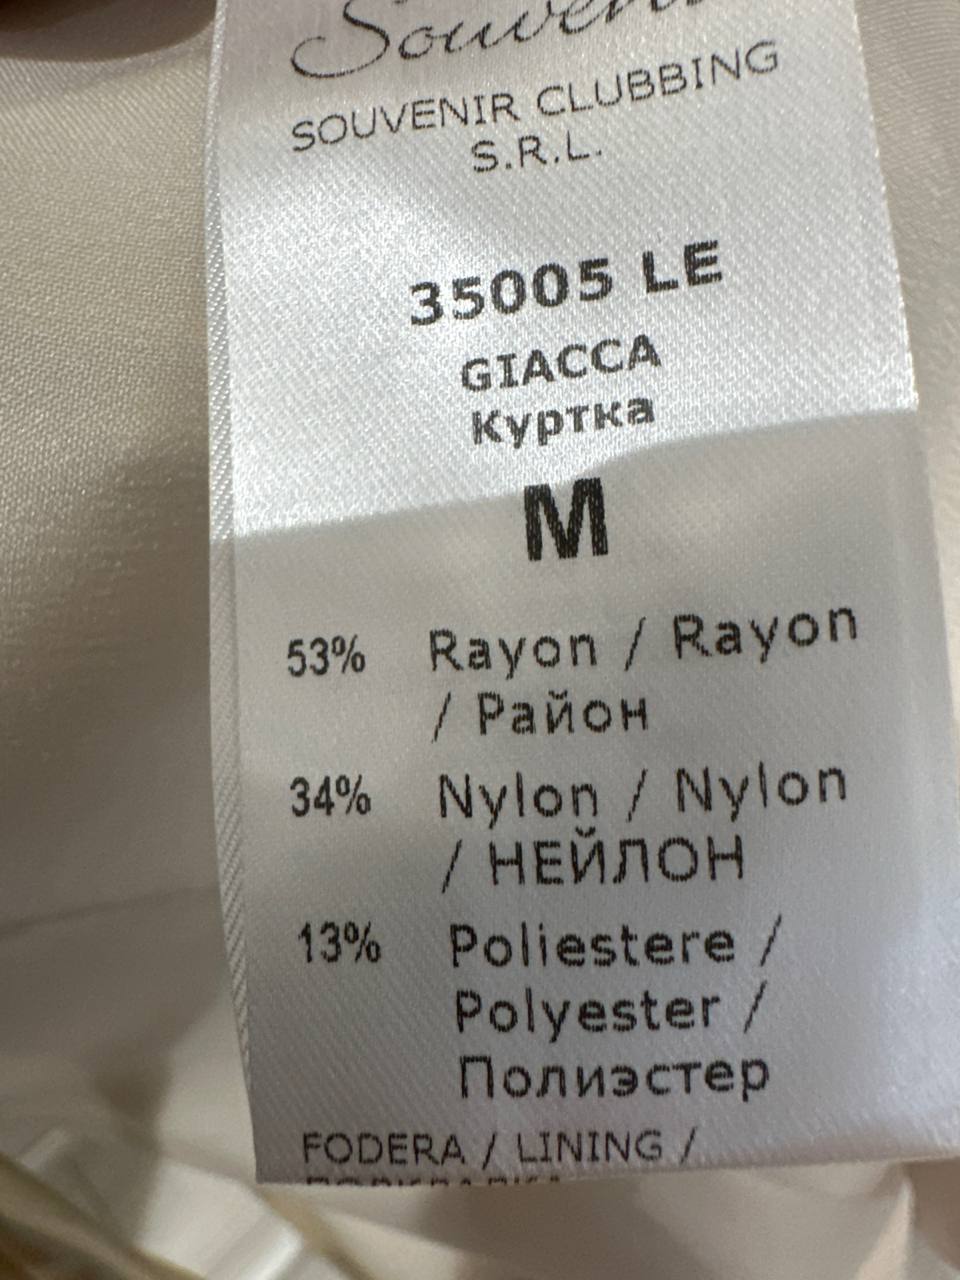 SOUVENIR CLUBBING
S.R.L.
35005 LE
GIACCA
Куртка
M
53% Rayon / Rayon
/ Район
34% Nylon / Nylon
/ НЕЙЛОН
13% Poliestere /
Polyester /
Полиэстер
FODERA / LINING /